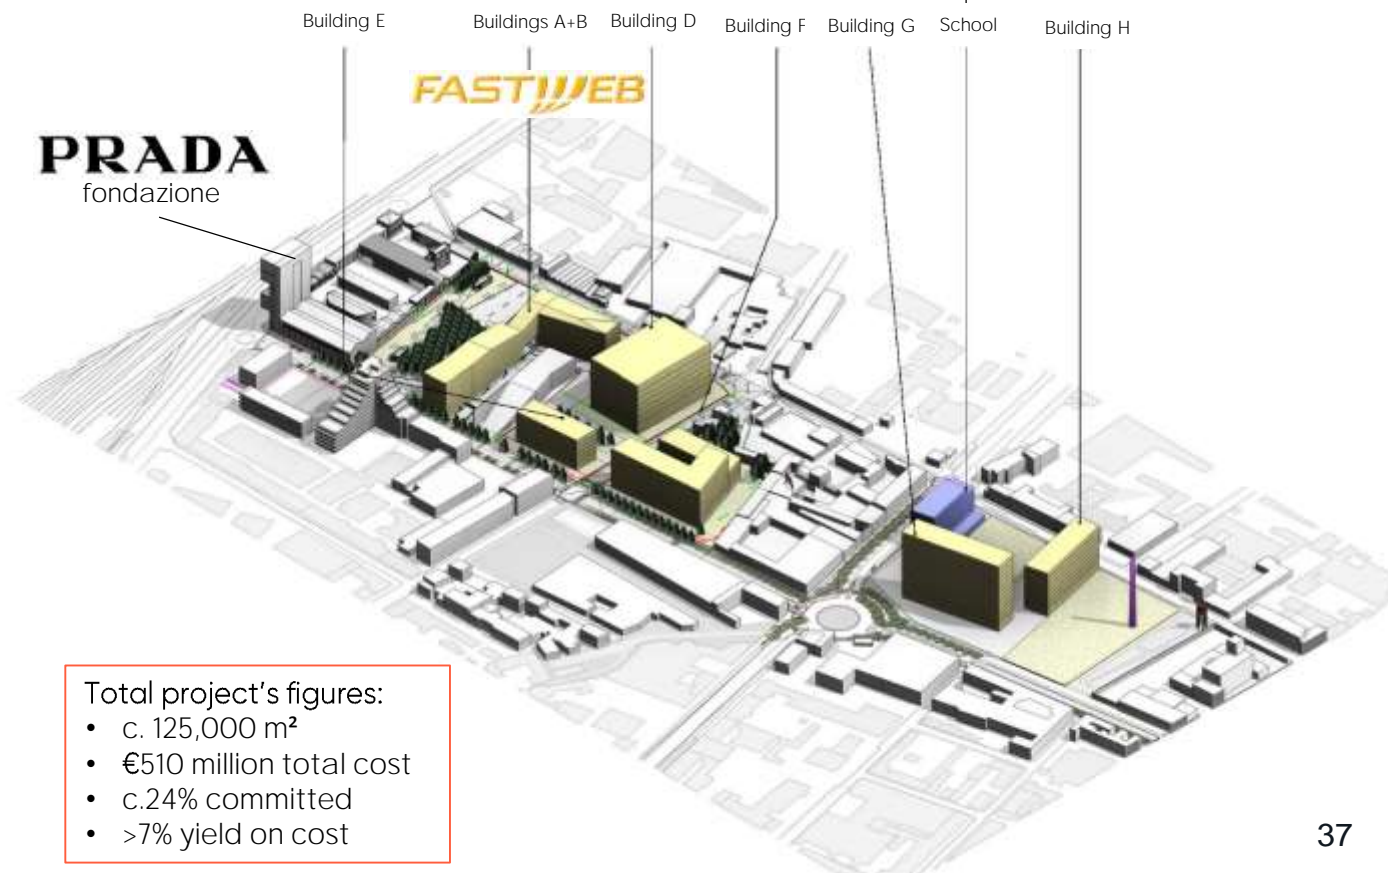 Building E
Buildings A+B
Building D
Building F
Building G
School
Building H
FASTWEB
PRADA
fondazione
Total project's figures:
• c. 125,000 m²
• €510 million total cost
• c.24% committed
• >7% yield on cost
37